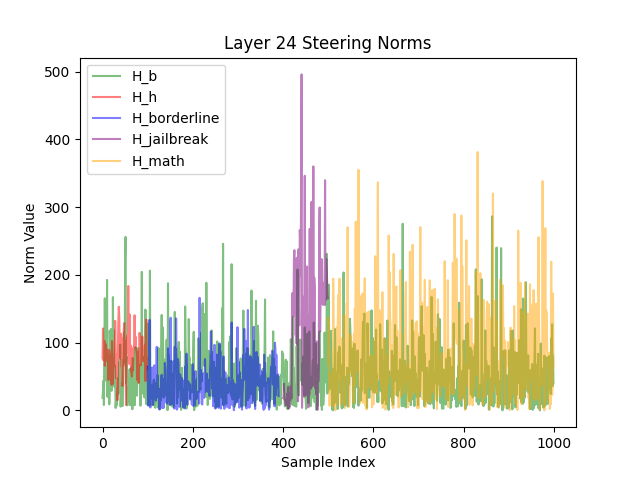 Layer 24 Steering Norms
H_b
H_h
H_borderline
H_jailbreak
H_math
Norm Value
500
400
300
200
100
0
0 200 400 600 800 1000
Sample Index